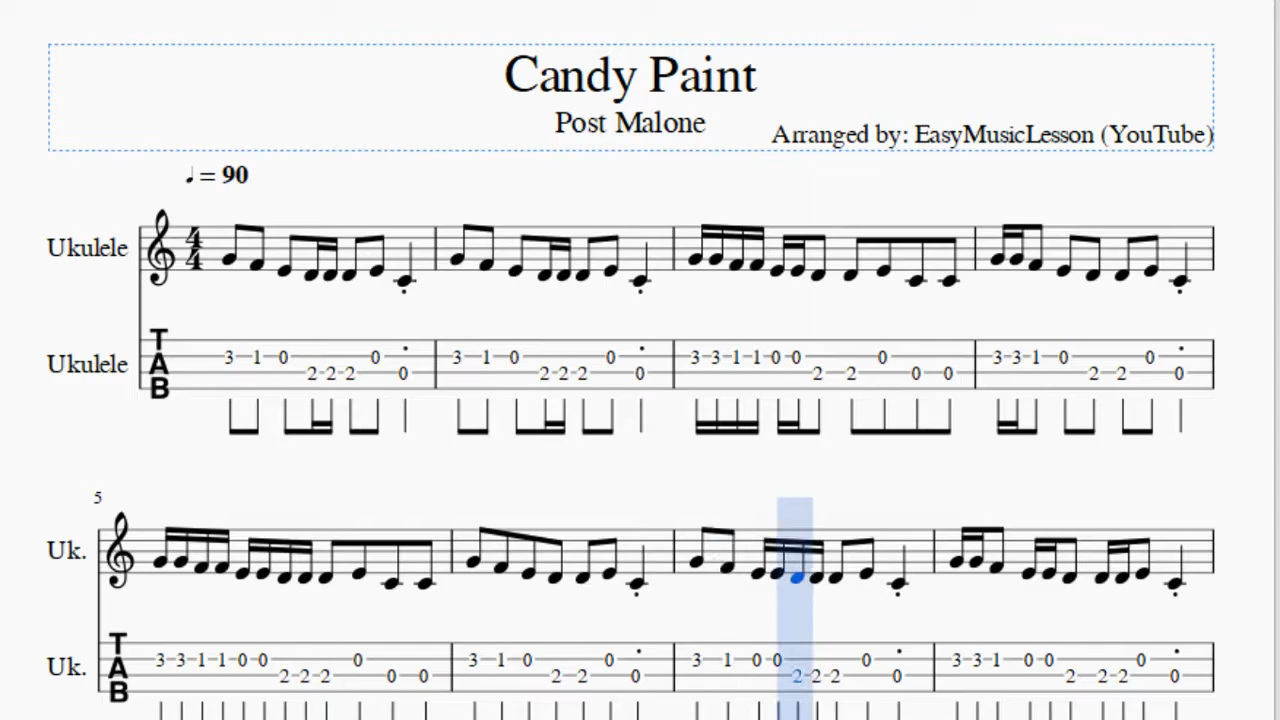 Candy Paint
Post Malone
Arranged by: EasyMusicLesson (YouTube)
♩ = 90
Ukulele 4 4
Ukulele T A B 3 1 0 2 2 2 0 0 3 1 0 2 2 2 0 0 3 3 1 1 0 0 2 2 0 0 0 3 3 1 0 2 2 0 0
5
Uk.
Uk. T A B 3 3 1 1 0 0 2 2 2 0 0 0 3 1 0 2 2 0 0 3 1 0 0 2 2 2 0 0 3 3 1 0 0 2 2 2 0 0